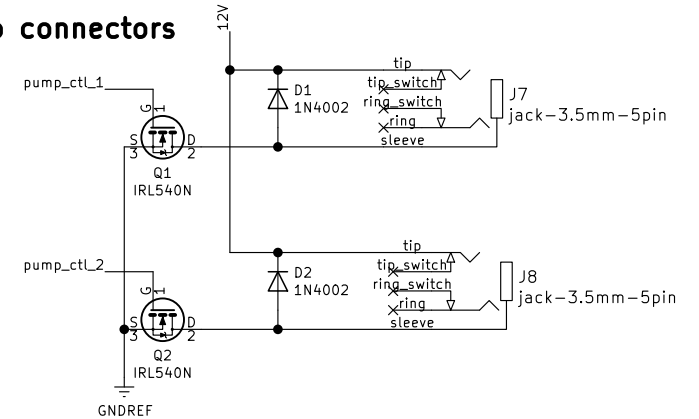 connectors
12V
pump_ctl_1
G
1
S
3
D
2
Q1
IRL540N
D1
1N4002
tip
tip_switch
ring_switch
ring
sleeve
J7
jack-3.5mm-5pin
pump_ctl_2
G
1
S
3
D
2
Q2
IRL540N
D2
1N4002
tip
tip_switch
ring_switch
ring
sleeve
J8
jack-3.5mm-5pin
GNDREF